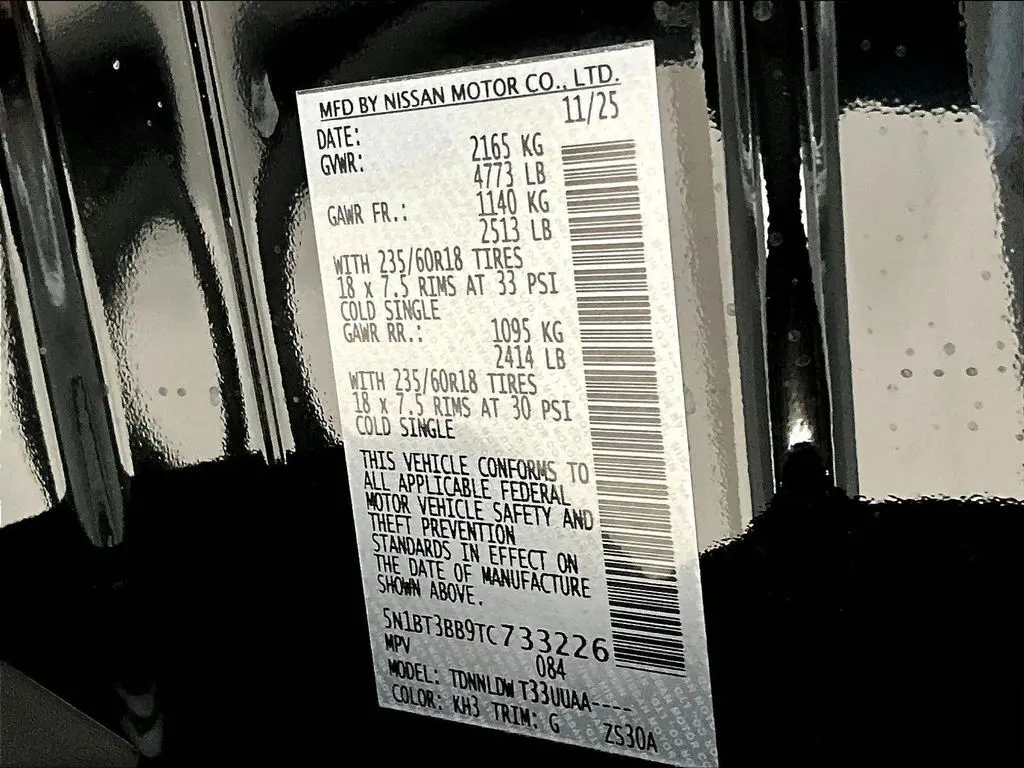 MFD BY NISSAN MOTOR CO., LTD.
DATE: 11/25
GVWR: 2165 KG
4773 LB
GAWR FR.: 1140 KG
2513 LB
WITH 235/60R18 TIRES
18 x 7.5 RIMS AT 33 PSI
COLD SINGLE
GAWR RR.: 1095 KG
2414 LB
WITH 235/60R18 TIRES
18 x 7.5 RIMS AT 30 PSI
COLD SINGLE
THIS VEHICLE CONFORMS TO
ALL APPLICABLE FEDERAL
MOTOR VEHICLE SAFETY AND
THEFT PREVENTION
STANDARDS IN EFFECT ON
THE DATE OF MANUFACTURE
SHOWN ABOVE.
5N1BT3BB9TC733226
MPV 084
MODEL: TDNNLDW T33UUAA----
COLOR: KH3 TRIM: G ZS30A